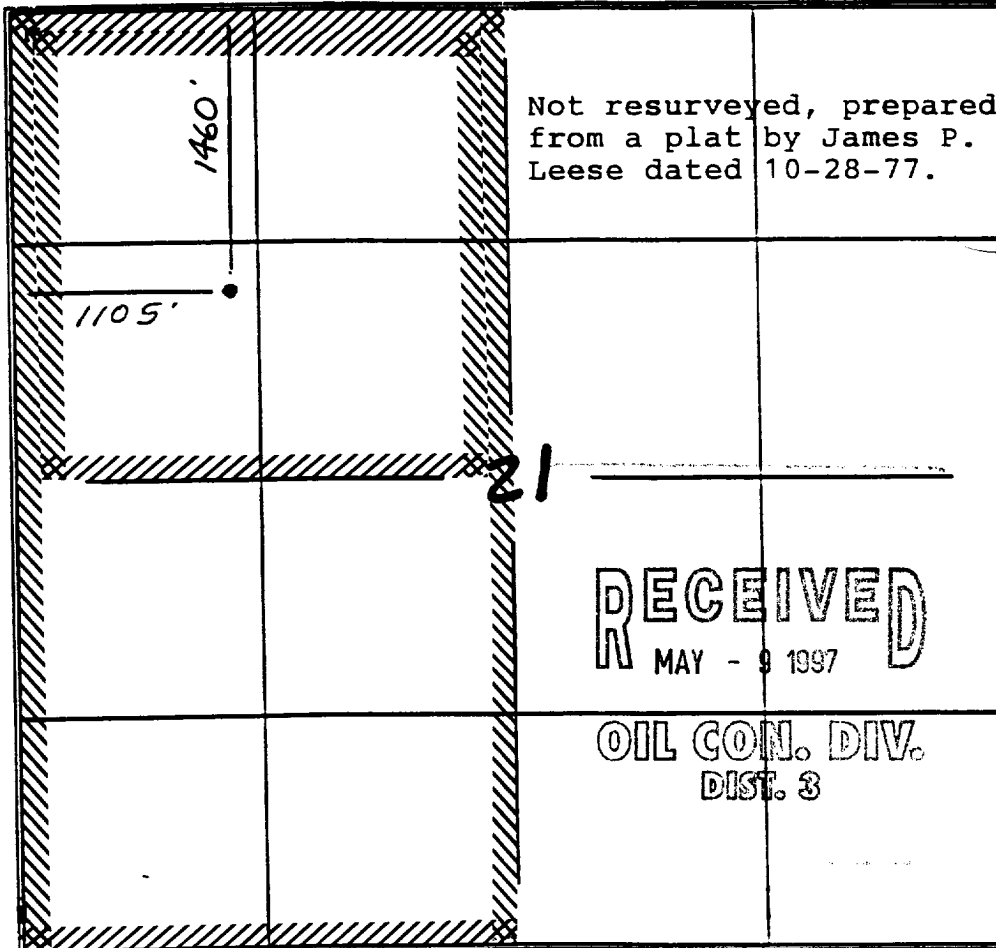 1460'
Not resurveyed, prepared
from a plat by James P.
Leese dated 10-28-77.
1105'
21
RECEIVED
MAY - 9 1997
OIL CON. DIV.
DIST. 3